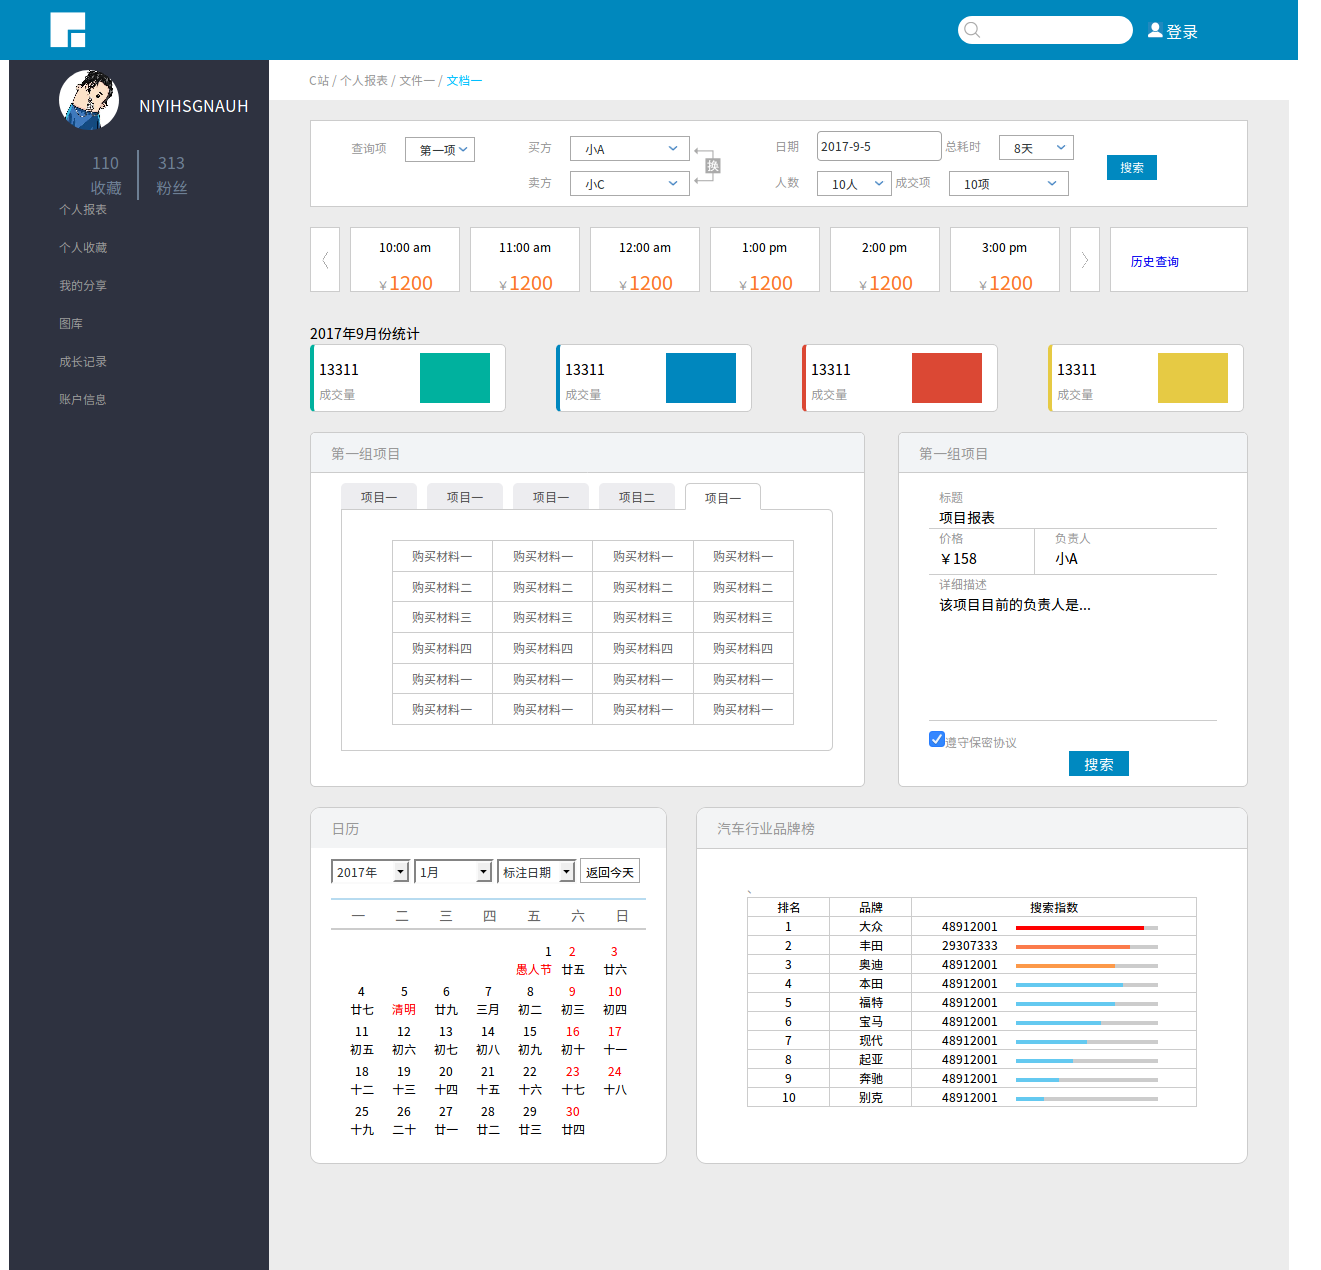 登录
NIYIHSGNAUH
110 313
收藏 粉丝
个人报表
个人收藏
我的分享
图库
成长记录
账户信息
C站 / 个人报表 / 文件一 / 文档一
查询项 第一项 买方 小A 日期 2017-9-5 总耗时 8天
换
搜索
卖方 小C 人数 10人 成交项 10项
10:00 am 11:00 am 12:00 am 1:00 pm 2:00 pm 3:00 pm
历史查询
¥1200 ¥1200 ¥1200 ¥1200 ¥1200 ¥1200
2017年9月份统计
13311 13311 13311 13311
成交量 成交量 成交量 成交量
第一组项目
项目一 项目一 项目一 项目二 项目一
购买材料一 购买材料一 购买材料一 购买材料一
购买材料二 购买材料二 购买材料二 购买材料二
购买材料三 购买材料三 购买材料三 购买材料三
购买材料四 购买材料四 购买材料四 购买材料四
购买材料一 购买材料一 购买材料一 购买材料一
购买材料一 购买材料一 购买材料一 购买材料一
第一组项目
标题
项目报表
价格 负责人
￥158 小A
详细描述
该项目目前的负责人是...
遵守保密协议
搜索
日历
2017年 1月 标注日期 返回今天
一 二 三 四 五 六 日
1 2 3
愚人节 廿五 廿六
4 5 6 7 8 9 10
廿七 清明 廿九 三月 初二 初三 初四
11 12 13 14 15 16 17
初五 初六 初七 初八 初九 初十 十一
18 19 20 21 22 23 24
十二 十三 十四 十五 十六 十七 十八
25 26 27 28 29 30
十九 二十 廿一 廿二 廿三 廿四
汽车行业品牌榜
、
排名 品牌 搜索指数
1 大众 48912001
2 丰田 29307333
3 奥迪 48912001
4 本田 48912001
5 福特 48912001
6 宝马 48912001
7 现代 48912001
8 起亚 48912001
9 奔驰 48912001
10 别克 48912001